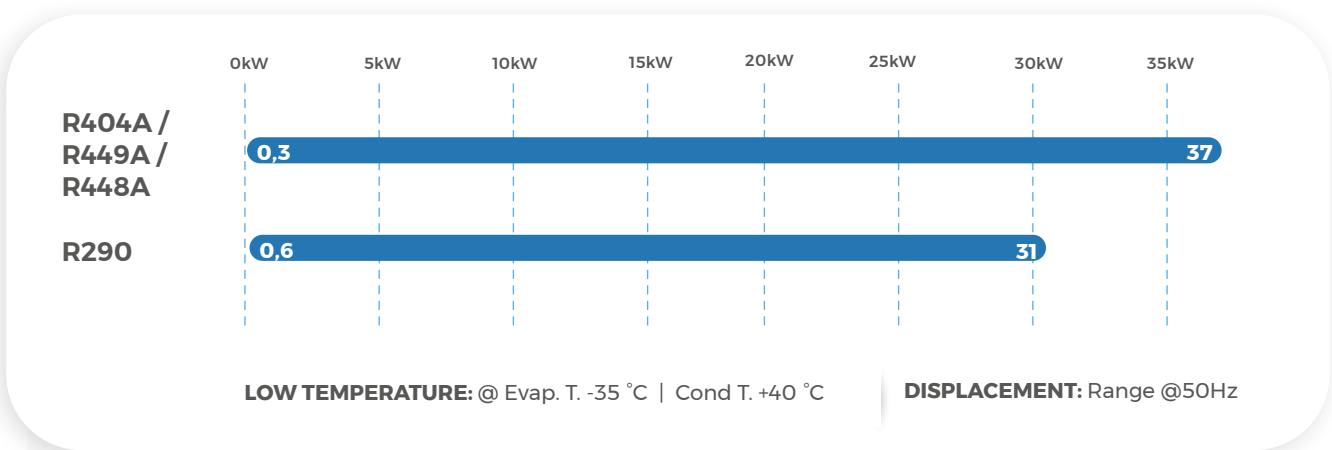 0kW 5kW 10kW 15kW 20kW 25kW 30kW 35kW
R404A /
R449A /
R448A
0,3 37
R290
0,6 31
LOW TEMPERATURE: @ Evap. T. -35 °C | Cond T. +40 °C
DISPLACEMENT: Range @50Hz